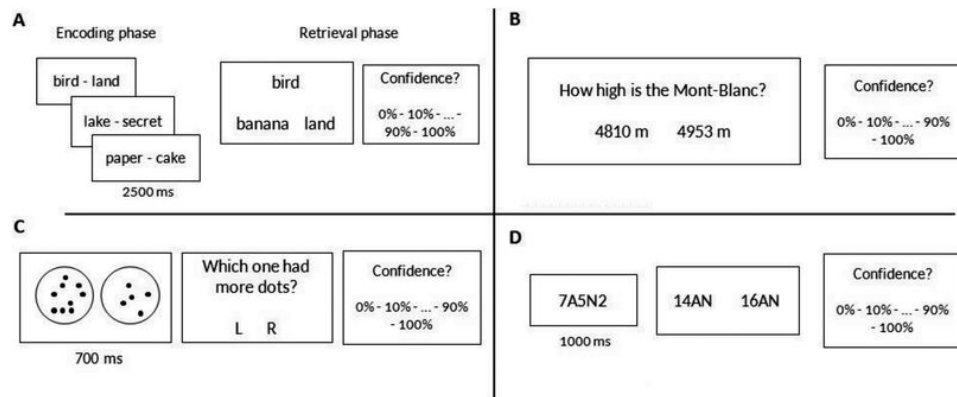 A
Encoding phase
bird - land
lake - secret
paper - cake
2500 ms
Retrieval phase
bird
banana land
Confidence?
0% - 10% - ... -
90% - 100%
B
How high is the Mont-Blanc?
4810 m 4953 m
Confidence?
0% - 10% - ... - 90%
- 100%
C
700 ms
Which one had
more dots?
L R
Confidence?
0% - 10% - ... - 90%
- 100%
D
7A5N2
1000 ms
14AN 16AN
Confidence?
0% - 10% - ... - 90%
- 100%